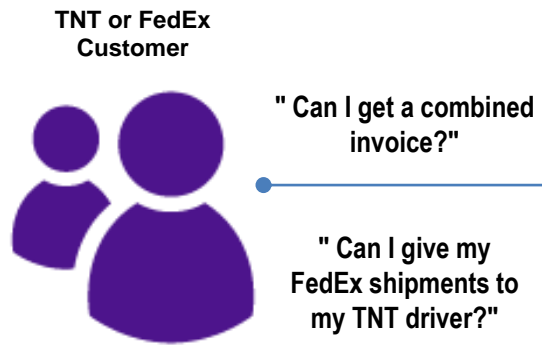 TNT or FedEx
Customer
" Can I get a combined
invoice?"
" Can I give my
FedEx shipments to
my TNT driver?"